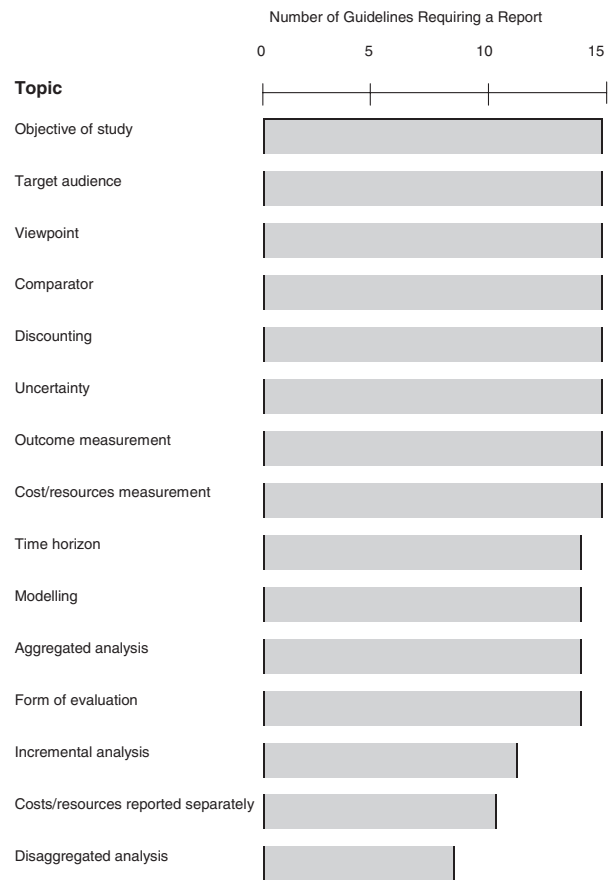 Number of Guidelines Requiring a Report
0 5 10 15
Topic
Objective of study
Target audience
Viewpoint
Comparator
Discounting
Uncertainty
Outcome measurement
Cost/resources measurement
Time horizon
Modelling
Aggregated analysis
Form of evaluation
Incremental analysis
Costs/resources reported separately
Disaggregated analysis